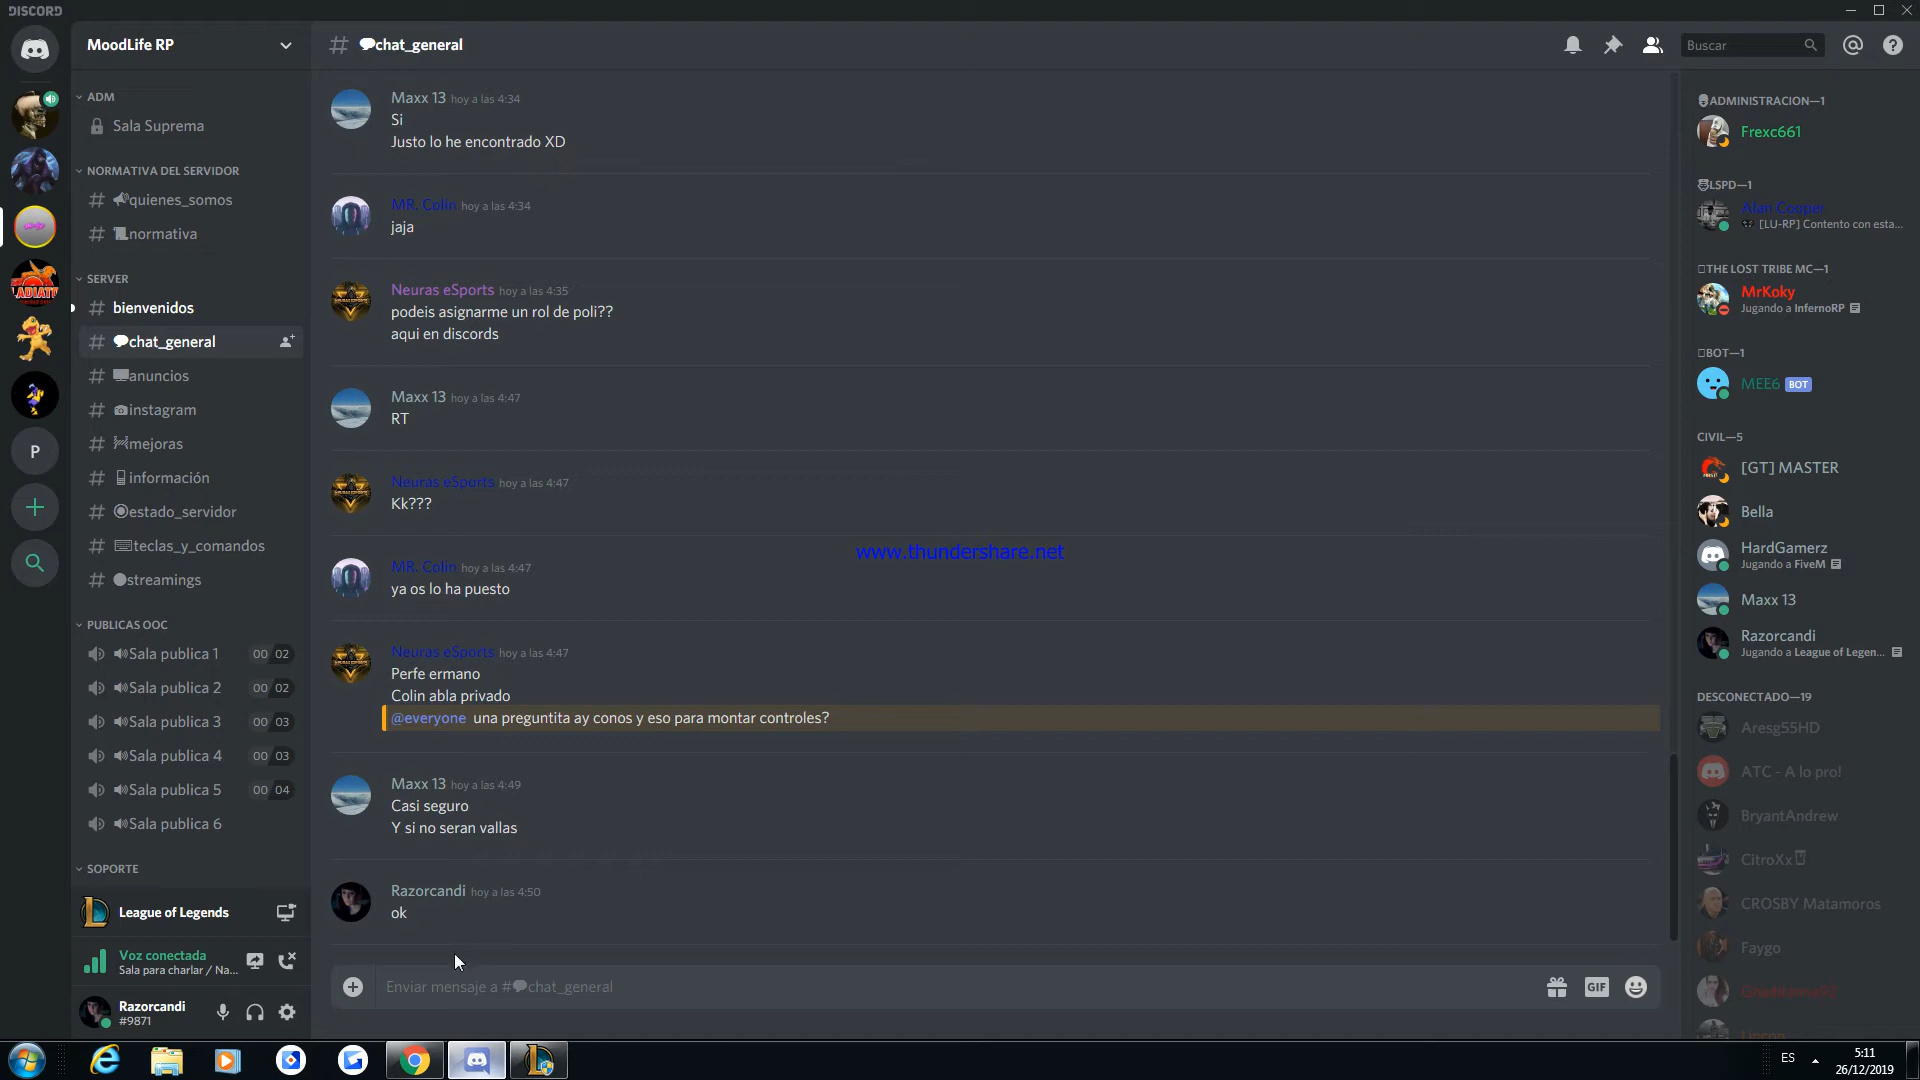 DISCORD
MoodLife RP
ADM
Sala Suprema
NORMATIVA DEL SERVIDOR
quienes_somos
normativa
SERVER
bienvenidos
chat_general
anuncios
instagram
mejoras
información
estado_servidor
teclas_y_comandos
streamings
PUBLICAS OOC
Sala publica 1 00 02
Sala publica 2 00 02
Sala publica 3 00 03
Sala publica 4 00 03
Sala publica 5 00 04
Sala publica 6
SOPORTE
League of Legends
Voz conectada
Sala para charlar / Na...
Razorcandi
#9871
P
# chat_general
Buscar
Maxx 13 hoy a las 4:34
Si
Justo lo he encontrado XD
MR. Colin hoy a las 4:34
jaja
Neuras eSports hoy a las 4:35
podeis asignarme un rol de poli??
aqui en discords
Maxx 13 hoy a las 4:47
RT
Neuras eSports hoy a las 4:47
Kk???
www.thundershare.net
MR. Colin hoy a las 4:47
ya os lo ha puesto
Neuras eSports hoy a las 4:47
Perfe ermano
Colin abla privado
@everyone una preguntita ay conos y eso para montar controles?
Maxx 13 hoy a las 4:49
Casi seguro
Y si no seran vallas
Razorcandi hoy a las 4:50
ok
Enviar mensaje a #chat_general
GIF
ADMINISTRACION—1
Frexc661
LSPD—1
Alan Cooper
[LU-RP] Contento con esta...
THE LOST TRIBE MC—1
MrKoky
Jugando a InfernoRP
BOT—1
MEE6 BOT
CIVIL—5
[GT] MASTER
Bella
HardGamerz
Jugando a FiveM
Maxx 13
Razorcandi
Jugando a League of Legen...
DESCONECTADO—19
Aresg55HD
ATC - A lo pro!
BryantAndrew
CitroXx
CROSBY Matamoros
Faygo
ES
5:11
26/12/2019